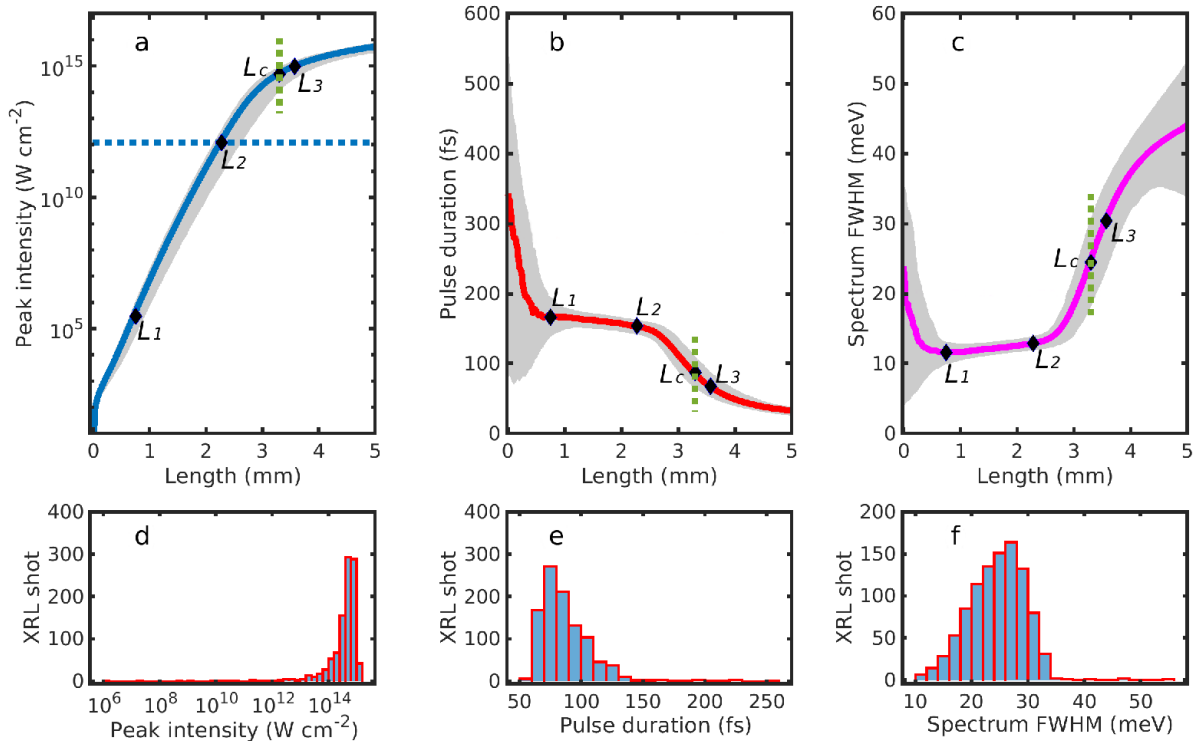 a
Peak intensity (W cm-2)
10^15
10^10
10^5
Lc
L3
L2
L1
0 1 2 3 4 5
Length (mm)
b
Pulse duration (fs)
600
500
400
300
200
100
0
L1
L2
Lc
L3
0 1 2 3 4 5
Length (mm)
c
Spectrum FWHM (meV)
60
50
40
30
20
10
0
Lc
L3
L1
L2
0 1 2 3 4 5
Length (mm)
d
XRL shot
400
300
200
100
0
10^6 10^8 10^10 10^12 10^14
Peak intensity (W cm-2)
e
XRL shot
400
300
200
100
0
50 100 150 200 250
Pulse duration (fs)
f
XRL shot
200
150
100
50
0
10 20 30 40 50
Spectrum FWHM (meV)